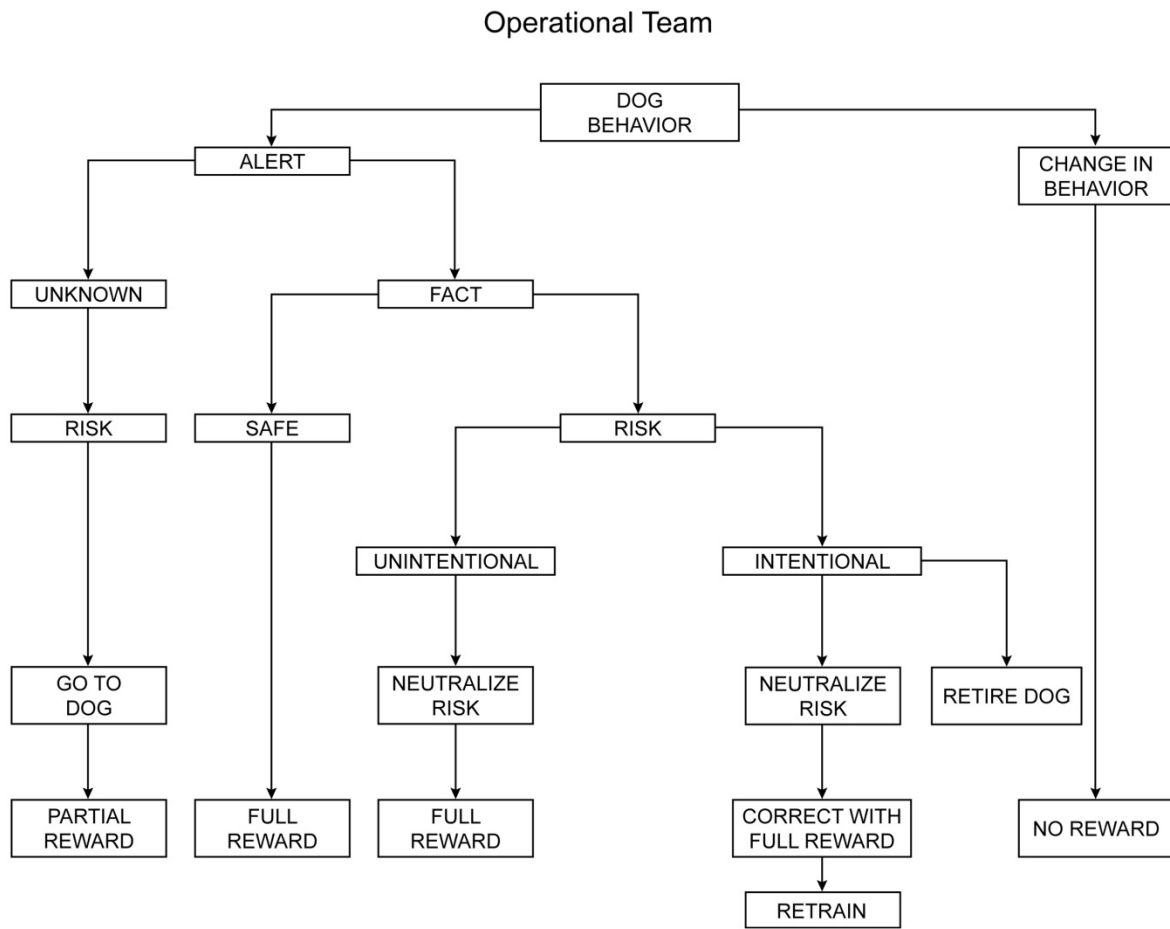 Operational Team
DOG
BEHAVIOR
ALERT
CHANGE IN
BEHAVIOR
UNKNOWN
FACT
RISK
SAFE
RISK
UNINTENTIONAL
INTENTIONAL
GO TO
DOG
NEUTRALIZE
RISK
NEUTRALIZE
RISK
RETIRE DOG
PARTIAL
REWARD
FULL
REWARD
FULL
REWARD
CORRECT WITH
FULL REWARD
NO REWARD
RETRAIN